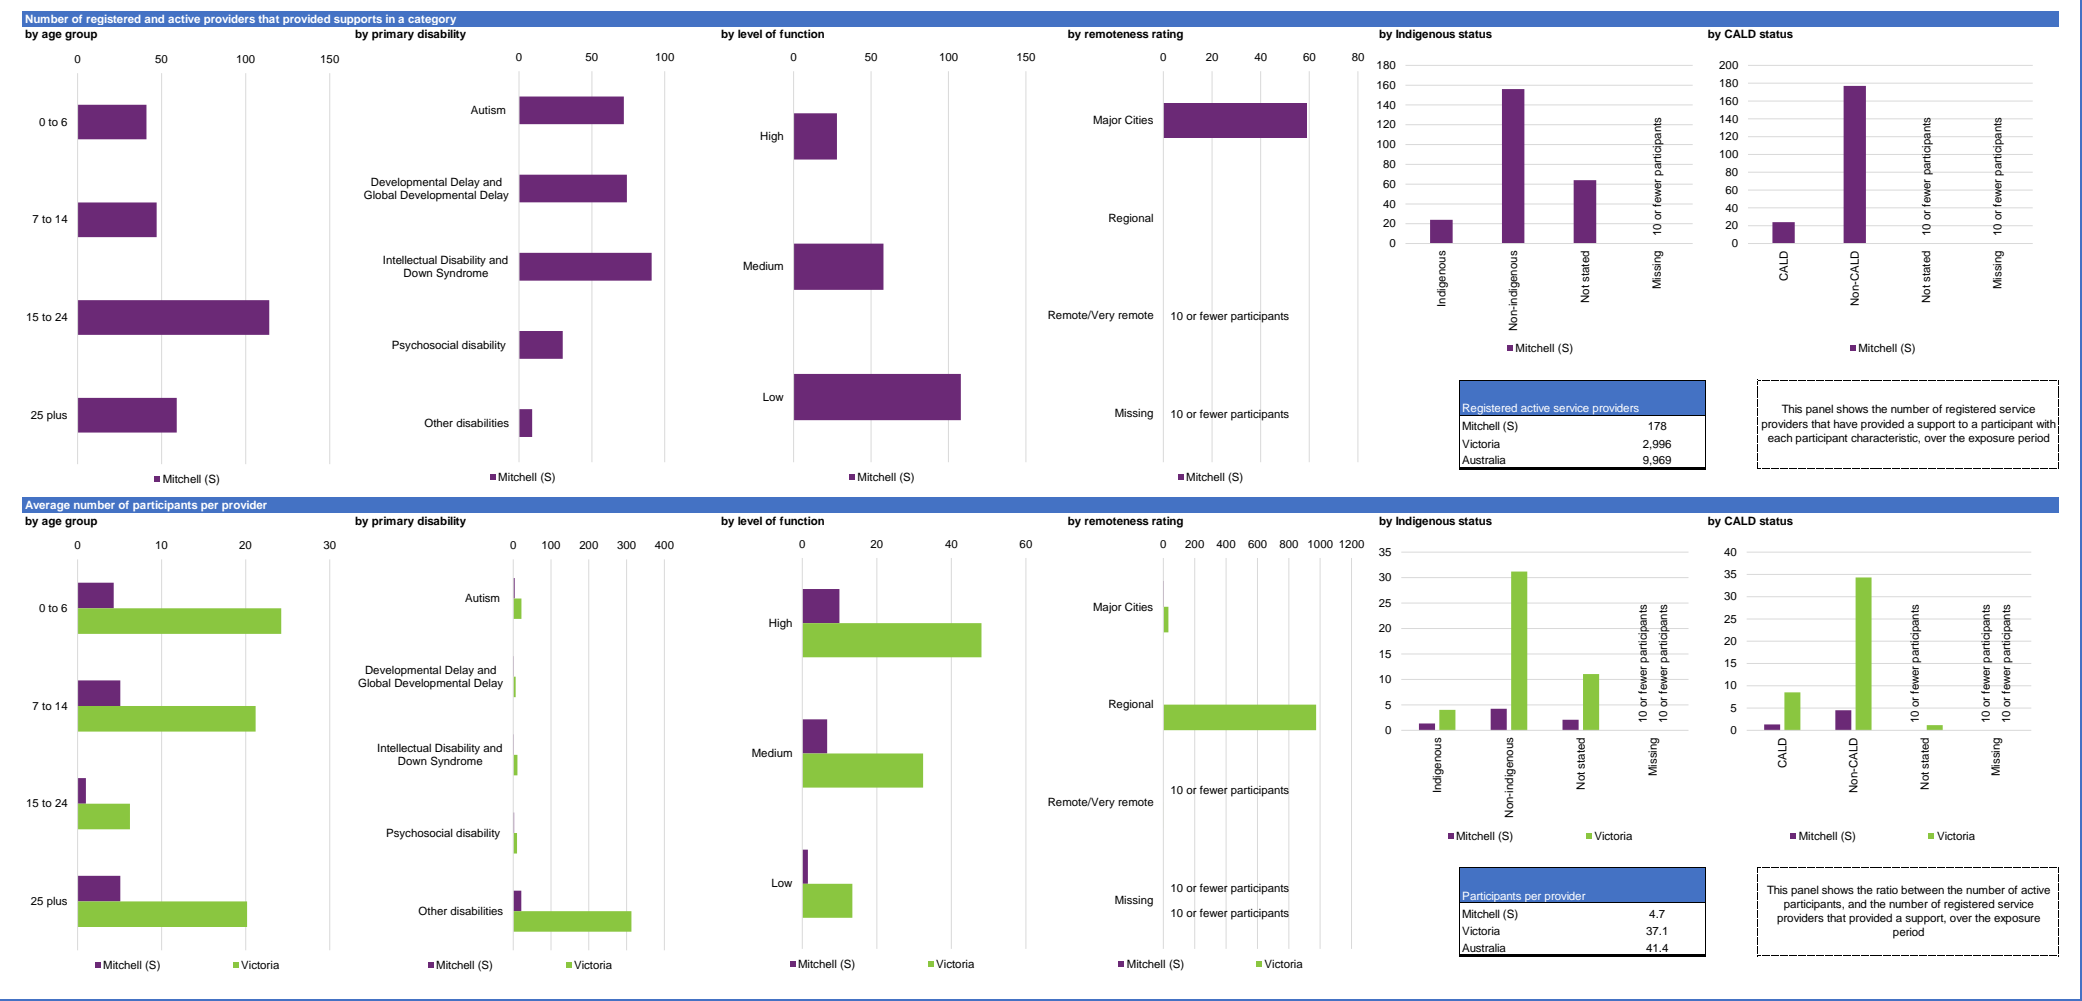 Number of registered and active providers that provided supports in a category
by age group
0 50 100 150
0 to 6
7 to 14
15 to 24
25 plus
Mitchell (S)
by primary disability
0 50 100
Autism
Developmental Delay and
Global Developmental Delay
Intellectual Disability and
Down Syndrome
Psychosocial disability
Other disabilities
Mitchell (S)
by level of function
0 50 100 150
High
Medium
Low
Mitchell (S)
by remoteness rating
0 20 40 60 80
Major Cities
Regional
Remote/Very remote
10 or fewer participants
Missing
10 or fewer participants
Mitchell (S)
by Indigenous status
180
160
140
120
100
80
60
40
20
0
10 or fewer participants
Indigenous
Non-indigenous
Not stated
Missing
Mitchell (S)
by CALD status
200
180
160
140
120
100
80
60
40
20
0
10 or fewer participants
10 or fewer participants
CALD
Non-CALD
Not stated
Missing
Mitchell (S)
Registered active service providers
Mitchell (S) 178
Victoria 2,996
Australia 9,969
This panel shows the number of registered service
providers that have provided a support to a participant with
each participant characteristic, over the exposure period
Average number of participants per provider
by age group
0 10 20 30
0 to 6
7 to 14
15 to 24
25 plus
Mitchell (S) Victoria
by primary disability
0 100 200 300 400
Autism
Developmental Delay and
Global Developmental Delay
Intellectual Disability and
Down Syndrome
Psychosocial disability
Other disabilities
Mitchell (S) Victoria
by level of function
0 20 40 60
High
Medium
Low
Mitchell (S) Victoria
by remoteness rating
0 200 400 600 800 1000 1200
Major Cities
Regional
Remote/Very remote
10 or fewer participants
Missing
10 or fewer participants
10 or fewer participants
Mitchell (S) Victoria
by Indigenous status
35
30
25
20
15
10
5
0
10 or fewer participants
10 or fewer participants
Indigenous
Non-indigenous
Not stated
Missing
Mitchell (S) Victoria
by CALD status
40
35
30
25
20
15
10
5
0
10 or fewer participants
10 or fewer participants
10 or fewer participants
CALD
Non-CALD
Not stated
Missing
Mitchell (S) Victoria
Participants per provider
Mitchell (S) 4.7
Victoria 37.1
Australia 41.4
This panel shows the ratio between the number of active
participants, and the number of registered service
providers that provided a support, over the exposure
period